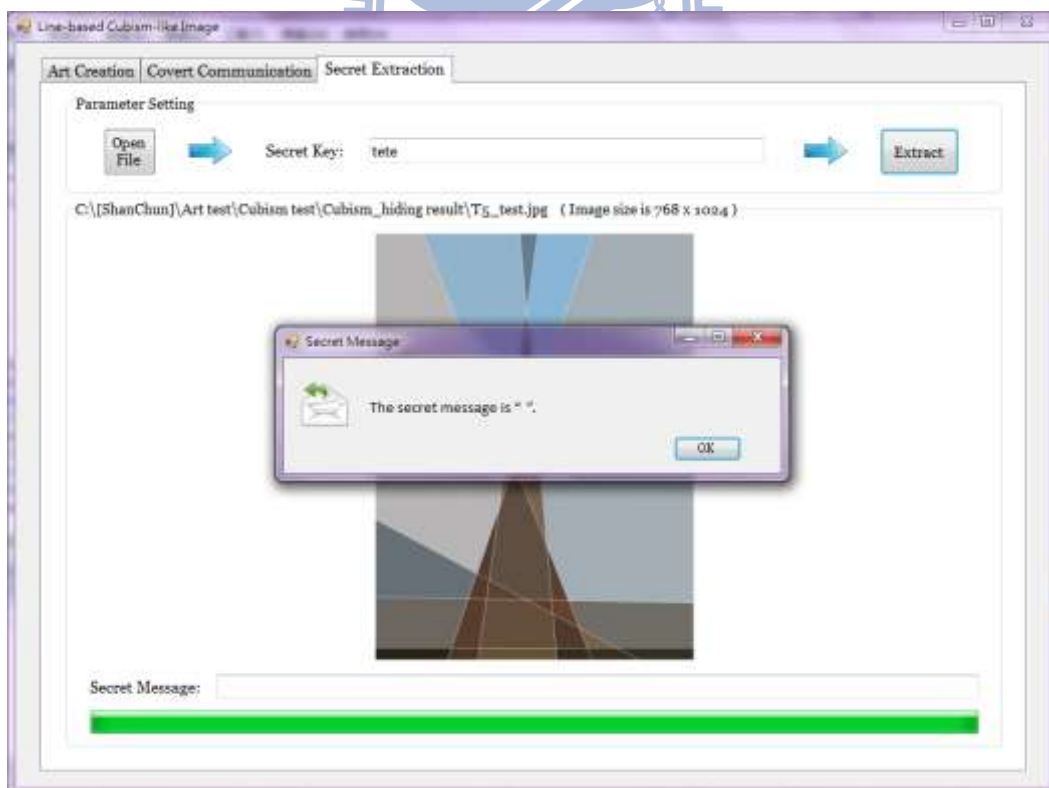 Line-based Cubism-like Image
Art Creation Covert Communication Secret Extraction
Parameter Setting
Open File
Secret Key: tete
Extract
C:\[ShanChun]\Art test\Cubism test\Cubism_hiding result\T5_test.jpg ( Image size is 768 x 1024 )
Secret Message
The secret message is “ ”.
OK
Secret Message: